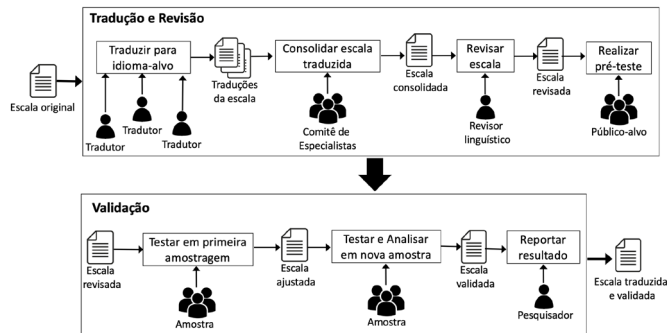 Tradução e Revisão
Traduzir para
idioma-alvo
Consolidar escala
traduzida
Revisar
escala
Realizar
pré-teste
Escala original
Traduções
da escala
Escala
consolidada
Escala
revisada
Tradutor
Tradutor
Tradutor
Comitê de
Especialistas
Revisor
linguístico
Público-alvo
Validação
Testar em primeira
amostragem
Testar e Analisar
em nova amostra
Reportar
resultado
Escala
revisada
Escala
ajustada
Escala
validada
Escala traduzida
e validada
Amostra
Amostra
Pesquisador